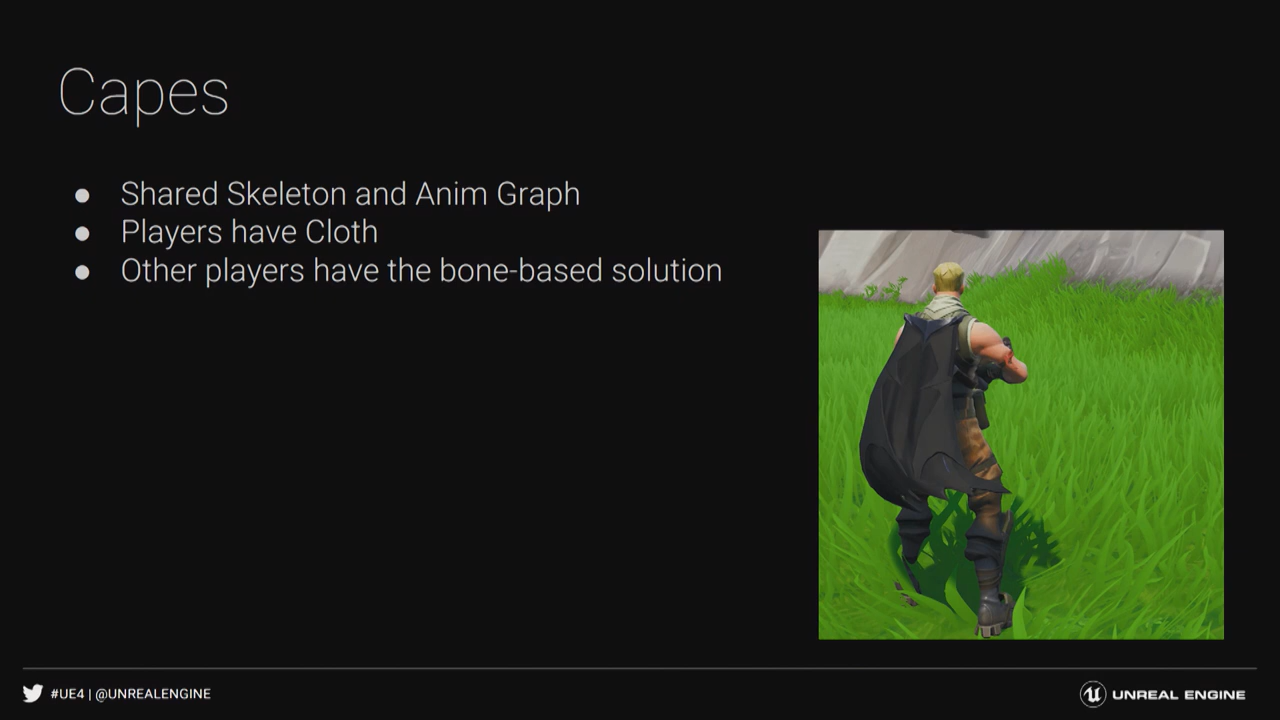 Capes
● Shared Skeleton and Anim Graph
● Players have Cloth
● Other players have the bone-based solution
#UE4 | @UNREALENGINE
UNREAL ENGINE